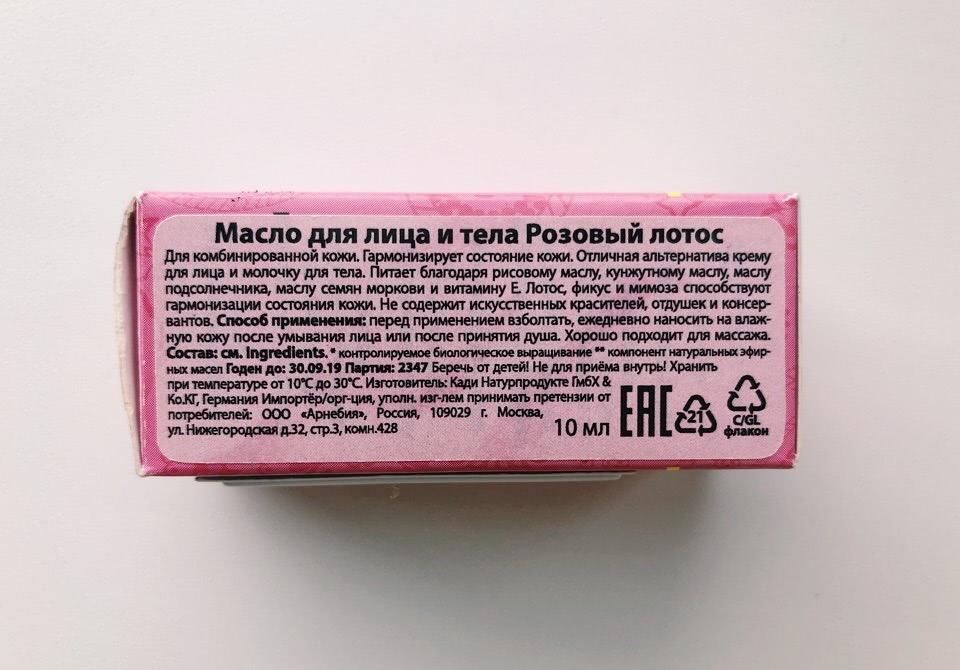 Масло для лица и тела Розовый лотос
Для комбинированной кожи. Гармонизирует состояние кожи. Отличная альтернатива крему
для лица и молочку для тела. Питает благодаря рисовому маслу, кунжутному маслу, маслу
подсолнечника, маслу семян моркови и витамину Е. Лотос, фикус и мимоза способствуют
гармонизации состояния кожи. Не содержит искусственных красителей, отдушек и консер-
вантов. Способ применения: перед применением взболтать, ежедневно наносить на влаж-
ную кожу после умывания лица или после принятия душа. Хорошо подходит для массажа.
Состав: см. Ingredients. * контролируемое биологическое выращивание ** компонент натуральных эфир-
ных масел Годен до: 30.09.19 Партия: 2347 Беречь от детей! Не для приёма внутрь! Хранить
при температуре от 10°С до 30°С. Изготовитель: Кади Натурпродукте ГмбХ &
Ко.КГ, Германия Импортёр/орг-ция, уполн. изг-лем принимать претензии от
потребителей: ООО «Арнебия», Россия, 109029 г. Москва,
ул. Нижегородская д.32, стр.3, комн.428
10 мл
EAC
21
C/GL
флакон